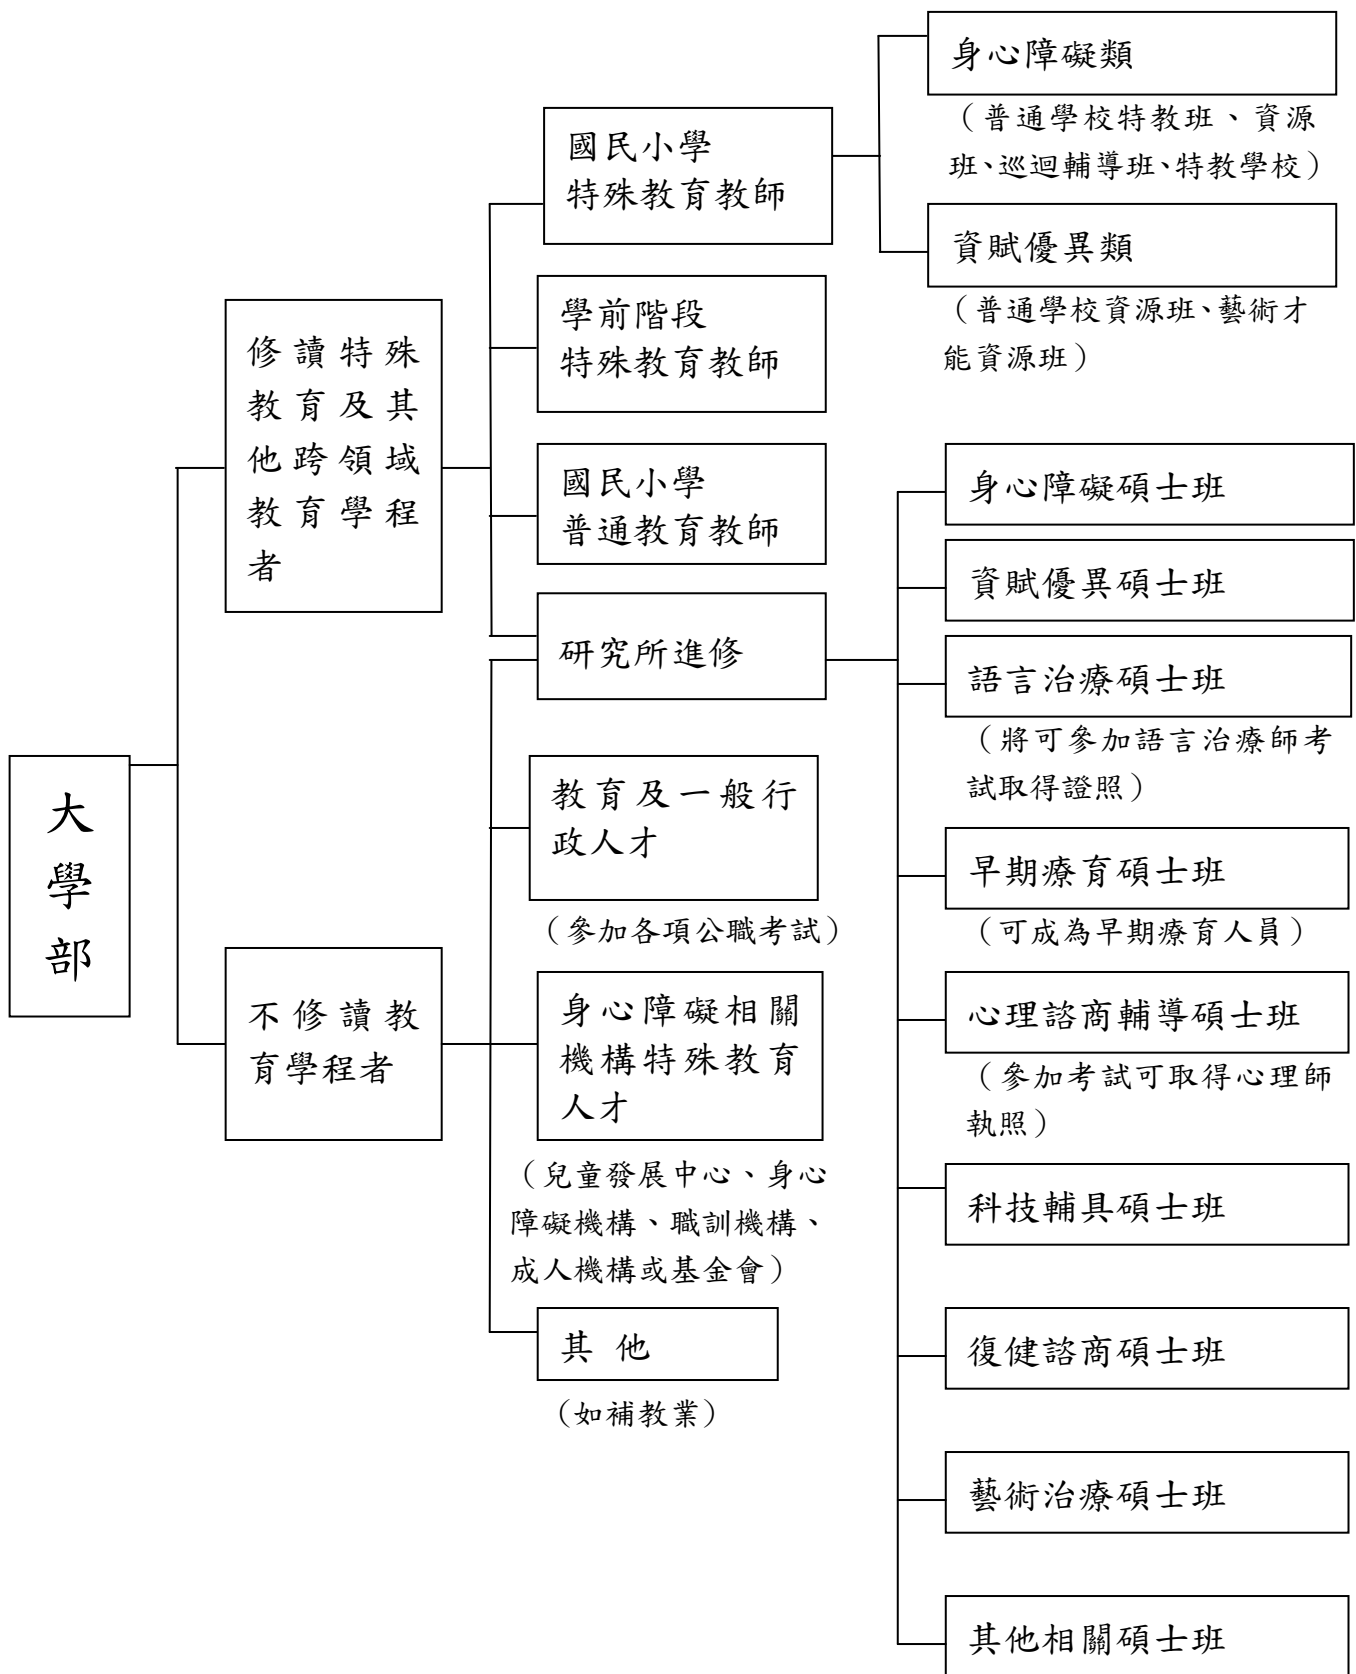 大
學
部
修讀特殊
教育及其
他跨領域
教育學程
者
不修讀教
育學程者
國民小學
特殊教育教師
學前階段
特殊教育教師
國民小學
普通教育教師
研究所進修
教育及一般行
政人才
（參加各項公職考試）
身心障礙相關
機構特殊教育
人才
（兒童發展中心、身心
障礙機構、職訓機構、
成人機構或基金會）
其 他
（如補教業）
身心障礙類
（普通學校特教班、資源
班、巡迴輔導班、特教學校）
資賦優異類
（普通學校資源班、藝術才
能資源班）
身心障礙碩士班
資賦優異碩士班
語言治療碩士班
（將可參加語言治療師考
試取得證照）
早期療育碩士班
（可成為早期療育人員）
心理諮商輔導碩士班
（參加考試可取得心理師
執照）
科技輔具碩士班
復健諮商碩士班
藝術治療碩士班
其他相關碩士班